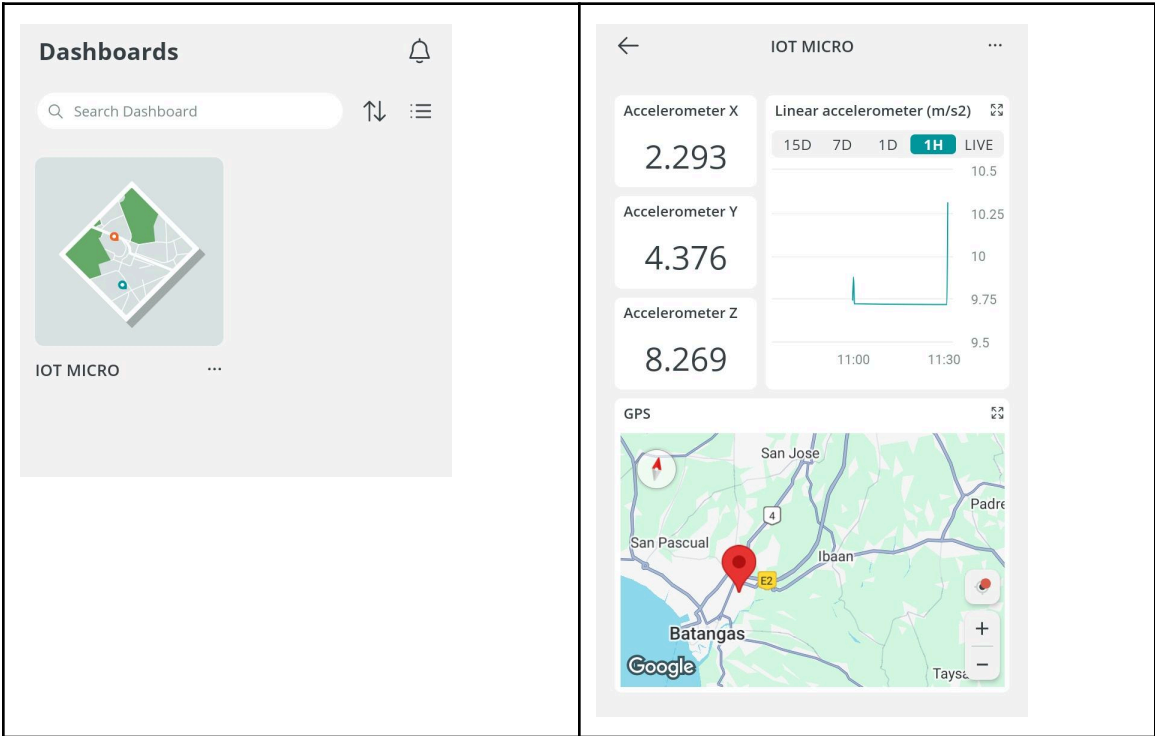 Dashboards
Search Dashboard
IOT MICRO
...
IOT MICRO
...
Accelerometer X
2.293
Accelerometer Y
4.376
Accelerometer Z
8.269
Linear accelerometer (m/s2)
15D 7D 1D 1H LIVE
10.5
10.25
10
9.75
9.5
11:00 11:30
GPS
San Jose
4
Padre
San Pascual
Ibaan
E2
Batangas
+
−
Google
Taysa